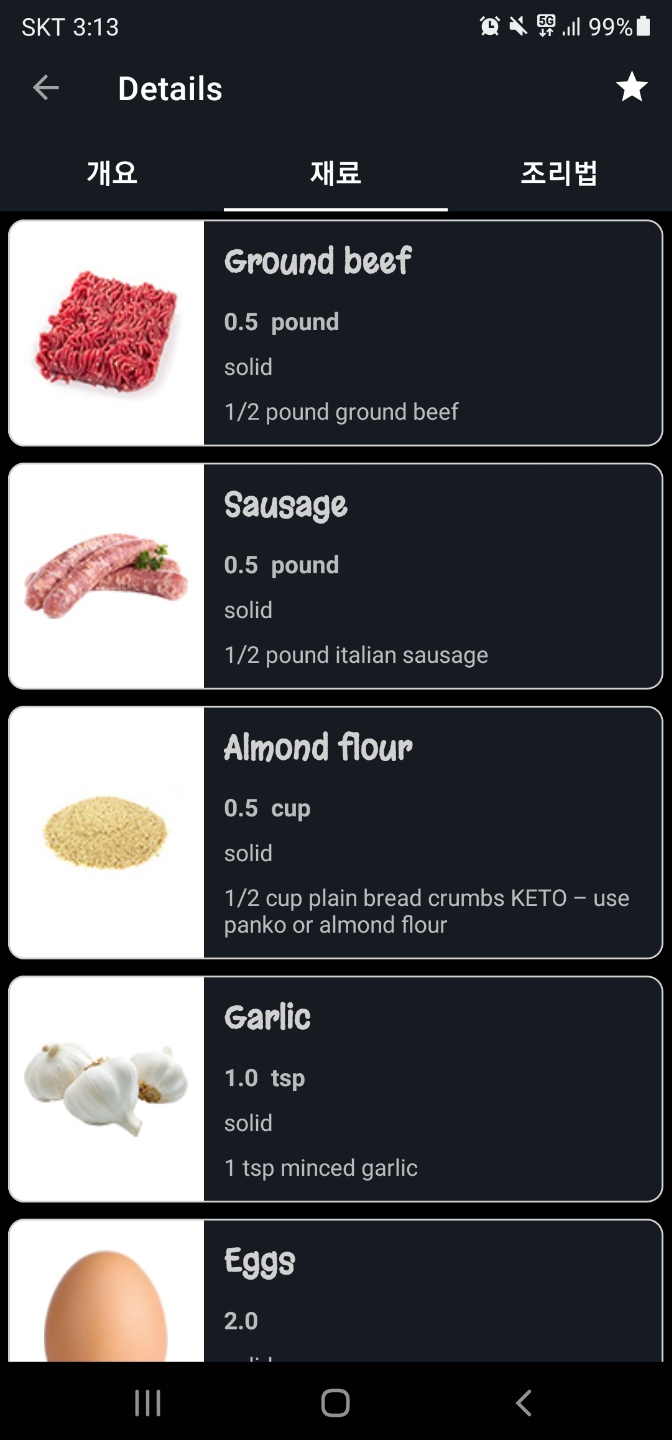 SKT 3:13
5G
99%
Details
개요
재료
조리법
Ground beef
0.5 pound
solid
1/2 pound ground beef
Sausage
0.5 pound
solid
1/2 pound italian sausage
Almond flour
0.5 cup
solid
1/2 cup plain bread crumbs KETO – use
panko or almond flour
Garlic
1.0 tsp
solid
1 tsp minced garlic
Eggs
2.0